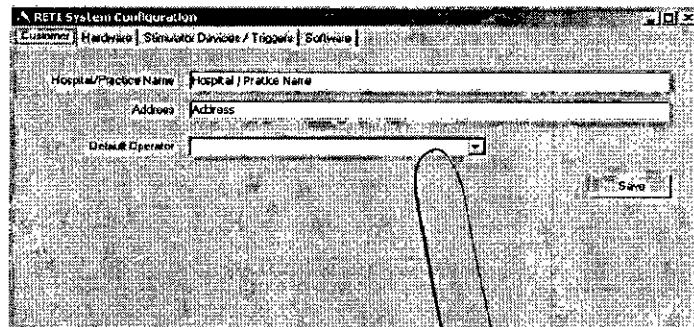 RETI System Configuration
Customer Hardware Stimulator Devices / Triggers Software
Hospital/Practice Name Hospital / Pratice Name
Address Address
Default Operator
Save